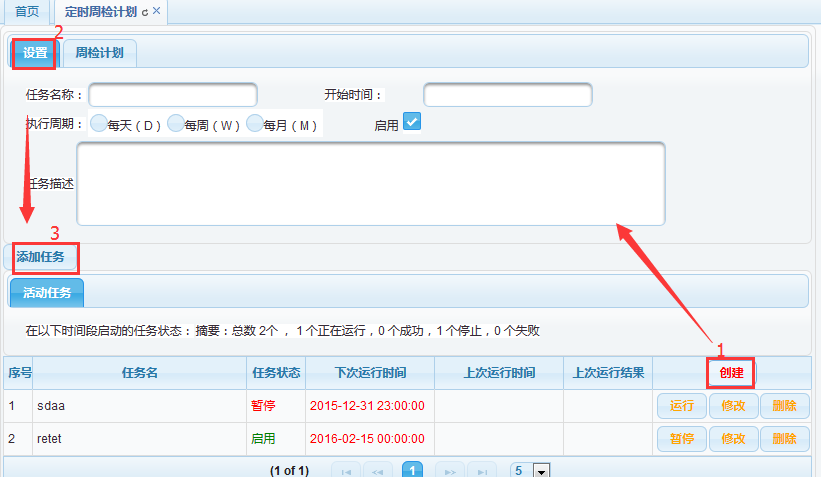 首页 定时周检计划
2
设置 周检计划
任务名称： 开始时间：
执行周期： 每天（D） 每周（W） 每月（M） 启用
任务描述
3
添加任务
活动任务
在以下时间段启动的任务状态：摘要：总数 2个 ， 1个正在运行，0个成功，1个停止，0个失败
1
序号 任务名 任务状态 下次运行时间 上次运行时间 上次运行结果 创建
1 sdaa 暂停 2015-12-31 23:00:00 运行 修改 删除
2 retet 启用 2016-02-15 00:00:00 暂停 修改 删除
(1 of 1) 1 5